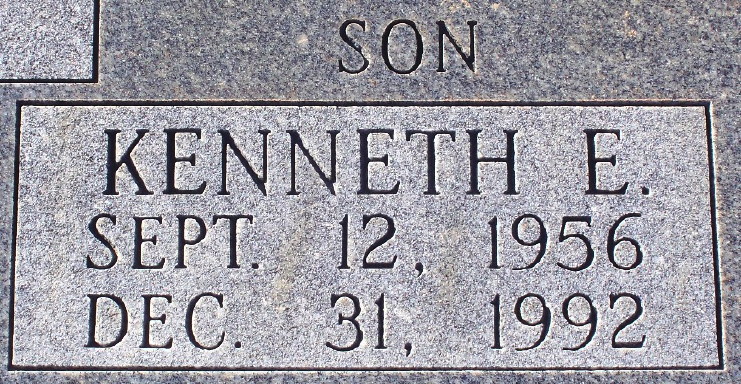 SON
KENNETH E.
SEPT. 12, 1956
DEC. 31, 1992